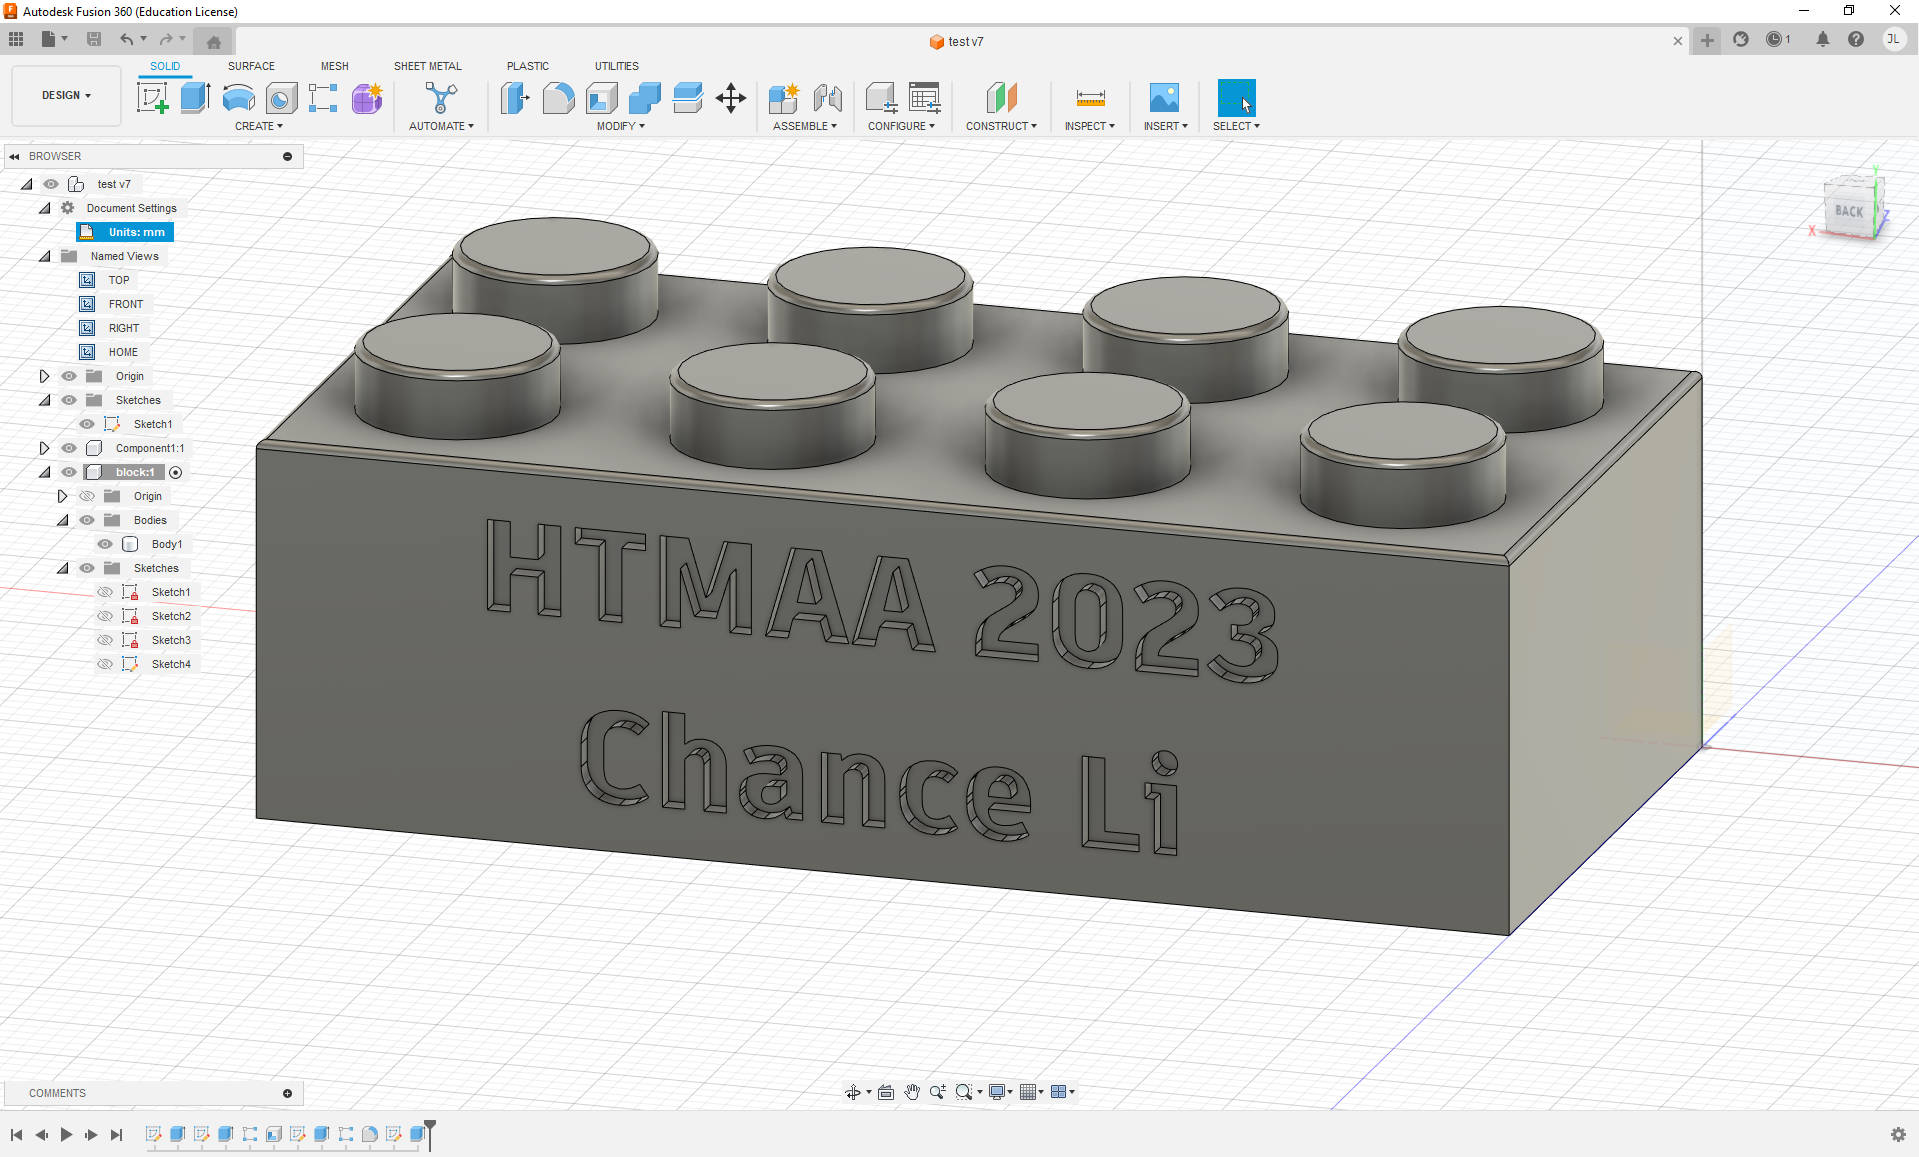 Autodesk Fusion 360 (Education License)
test v7
1
JL
DESIGN
SOLID
SURFACE
MESH
SHEET METAL
PLASTIC
UTILITIES
CREATE
AUTOMATE
MODIFY
ASSEMBLE
CONFIGURE
CONSTRUCT
INSPECT
INSERT
SELECT
BROWSER
test v7
Document Settings
Units: mm
Named Views
TOP
FRONT
RIGHT
HOME
Origin
Sketches
Sketch1
Component1:1
block:1
Origin
Bodies
Body1
Sketches
Sketch1
Sketch2
Sketch3
Sketch4
Y
BACK
Z
X
HTMAA 2023
Chance Li
COMMENTS